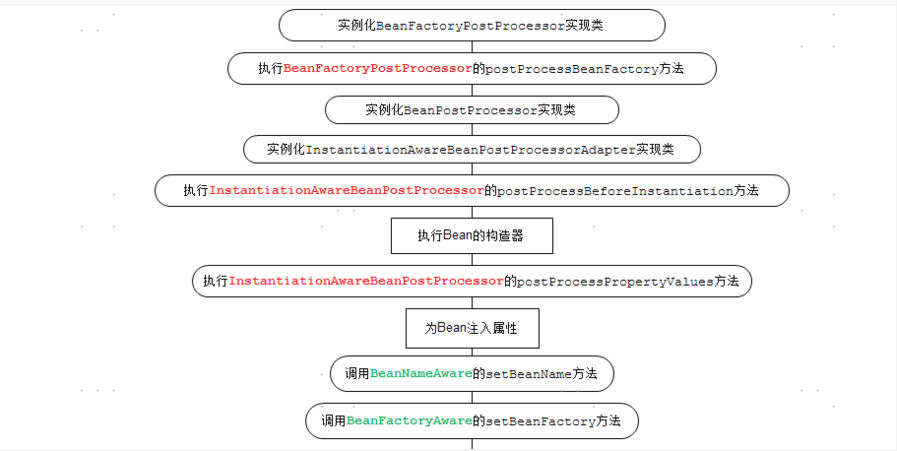 实例化BeanFactoryPostProcessor实现类
执行BeanFactoryPostProcessor的postProcessBeanFactory方法
实例化BeanPostProcessor实现类
实例化InstantiationAwareBeanPostProcessorAdapter实现类
执行InstantiationAwareBeanPostProcessor的postProcessBeforeInstantiation方法
执行Bean的构造器
执行InstantiationAwareBeanPostProcessor的postProcessPropertyValues方法
为Bean注入属性
调用BeanNameAware的setBeanName方法
调用BeanFactoryAware的setBeanFactory方法